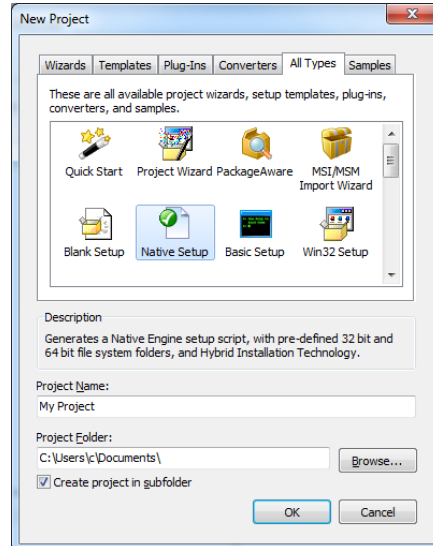 New Project
Wizards Templates Plug-Ins Converters All Types Samples
These are all available project wizards, setup templates, plug-ins,
converters, and samples.
Quick Start Project Wizard PackageAware MSI/MSM
Import Wizard
Blank Setup Native Setup Basic Setup Win32 Setup
Description
Generates a Native Engine setup script, with pre-defined 32 bit and
64 bit file system folders, and Hybrid Installation Technology.
Project Name:
My Project
Project Folder:
C:\Users\c\Documents\
Browse...
Create project in subfolder
OK Cancel